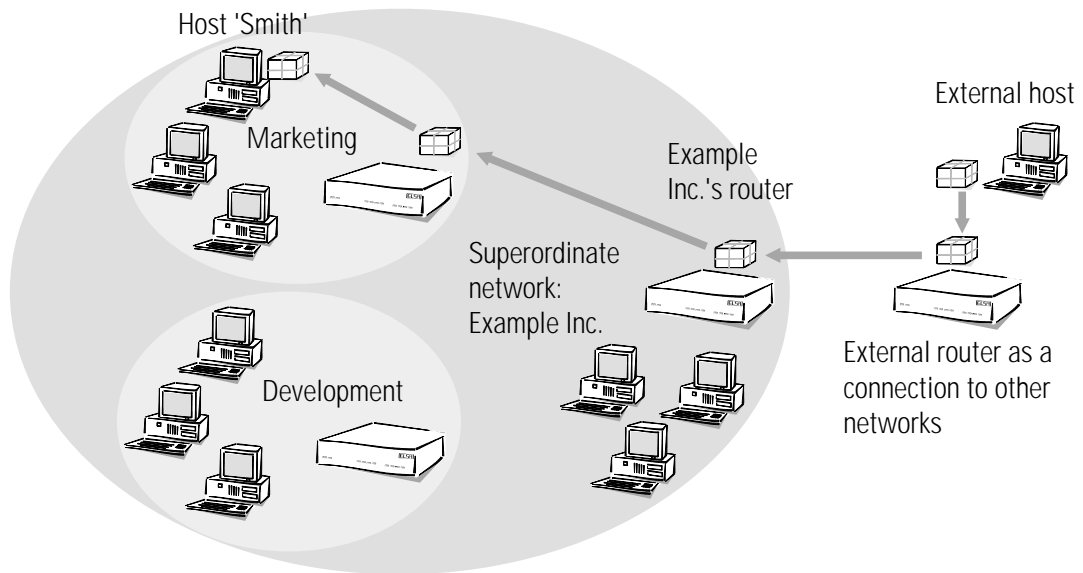 Host 'Smith'
Marketing
External host
Example
Inc.'s router
Superordinate
network:
Example Inc.
External router as a
connection to other
networks
Development